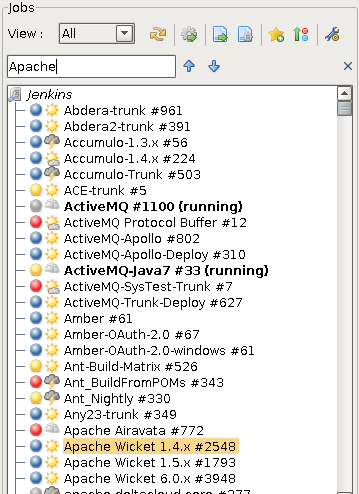 Jobs
View : All
Apache
Jenkins
Abdera-trunk #961
Abdera2-trunk #391
Accumulo-1.3.x #56
Accumulo-1.4.x #224
Accumulo-Trunk #503
ACE-trunk #5
ActiveMQ #1100 (running)
ActiveMQ Protocol Buffer #12
ActiveMQ-Apollo #802
ActiveMQ-Apollo-Deploy #310
ActiveMQ-Java7 #33 (running)
ActiveMQ-SysTest-Trunk #7
ActiveMQ-Trunk-Deploy #627
Amber #61
Amber-OAuth-2.0 #67
Amber-OAuth-2.0-windows #61
Ant-Build-Matrix #526
Ant_BuildFromPOMs #343
Ant_Nightly #330
Any23-trunk #349
Apache Airavata #772
Apache Wicket 1.4.x #2548
Apache Wicket 1.5.x #1793
Apache Wicket 6.0.x #3948